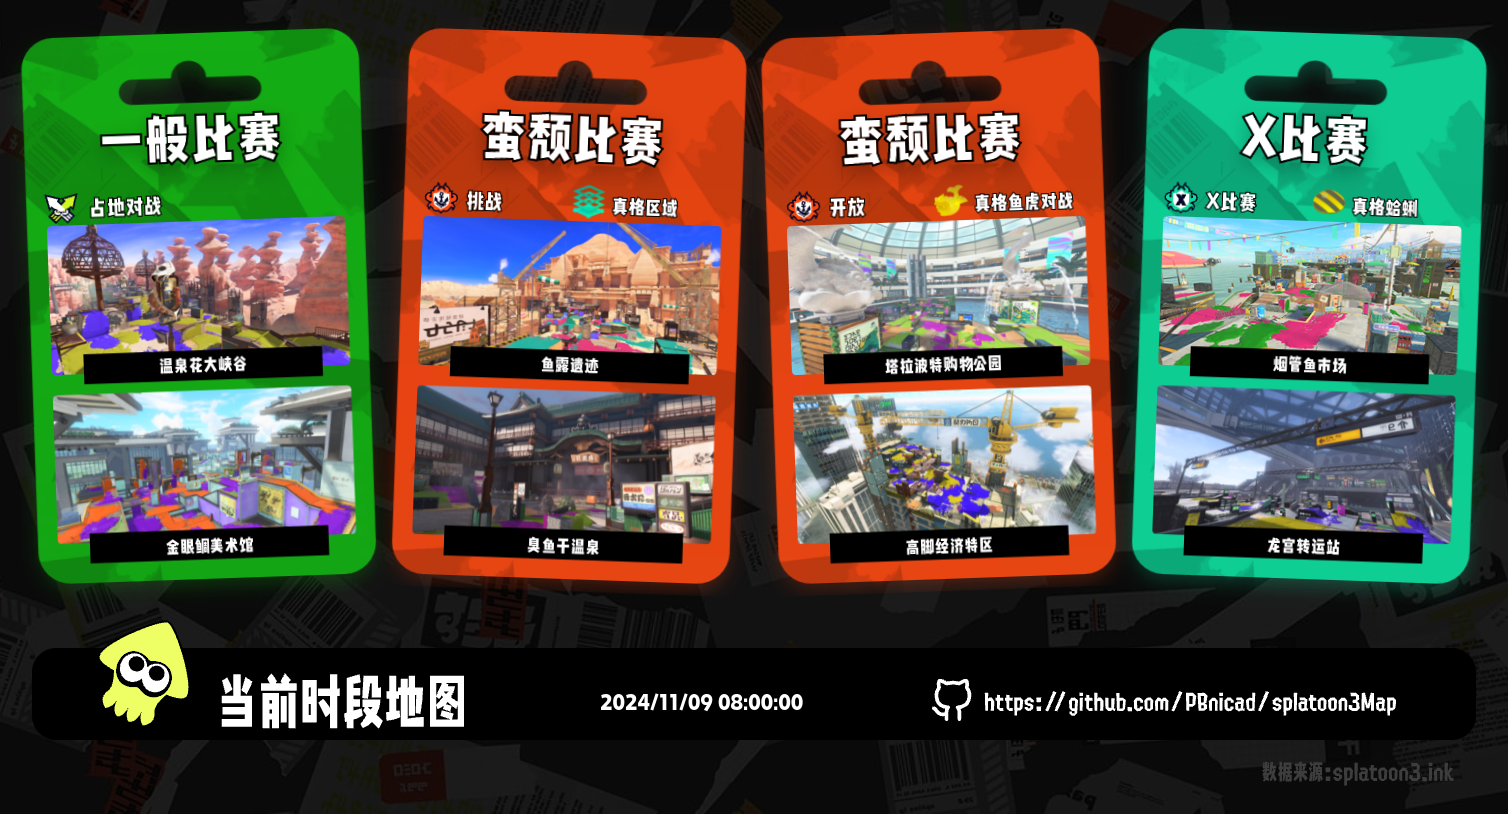 一般比赛
占地对战
温泉花大峡谷
金眼鲷美术馆
蛮颓比赛
挑战
真格区域
鱼露遗迹
臭鱼干温泉
蛮颓比赛
开放
真格鱼虎对战
塔拉波特购物公园
高脚经济特区
X比赛
X比赛
真格蛤蜊
烟管鱼市场
龙宫转运站
当前时段地图
2024/11/09 08:00:00
https://github.com/PBnicad/splatoon3Map
数据来源:splatoon3.ink